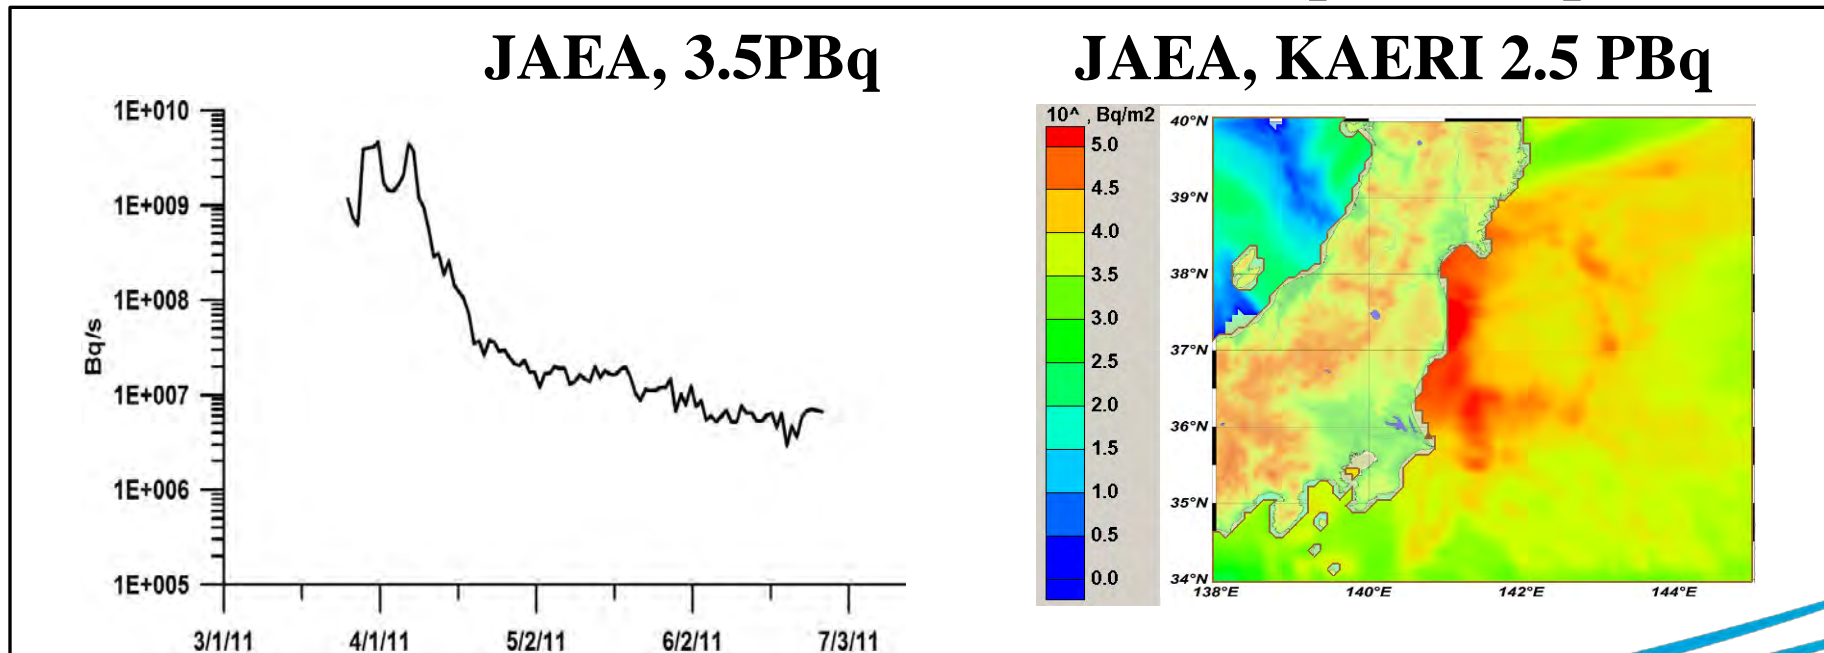 JAEA, 3.5PBq
1E+010
1E+009
1E+008
1E+007
1E+006
1E+005
Bq/s
3/1/11 4/1/11 5/2/11 6/2/11 7/3/11
JAEA, KAERI 2.5 PBq
10^ , Bq/m2
5.0
4.5
4.0
3.5
3.0
2.5
2.0
1.5
1.0
0.5
0.0
40°N
39°N
38°N
37°N
36°N
35°N
34°N
138°E 140°E 142°E 144°E